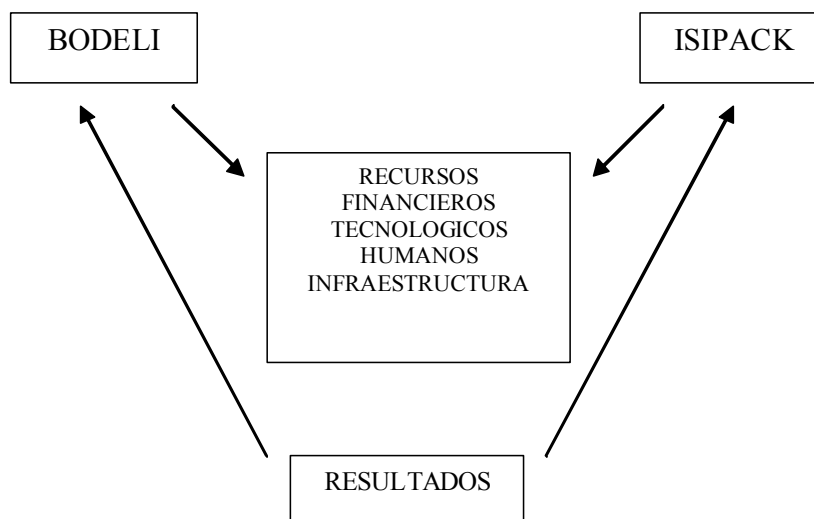 BODELI
ISIPACK
RECURSOS
FINANCIEROS
TECNOLOGICOS
HUMANOS
INFRAESTRUCTURA
RESULTADOS